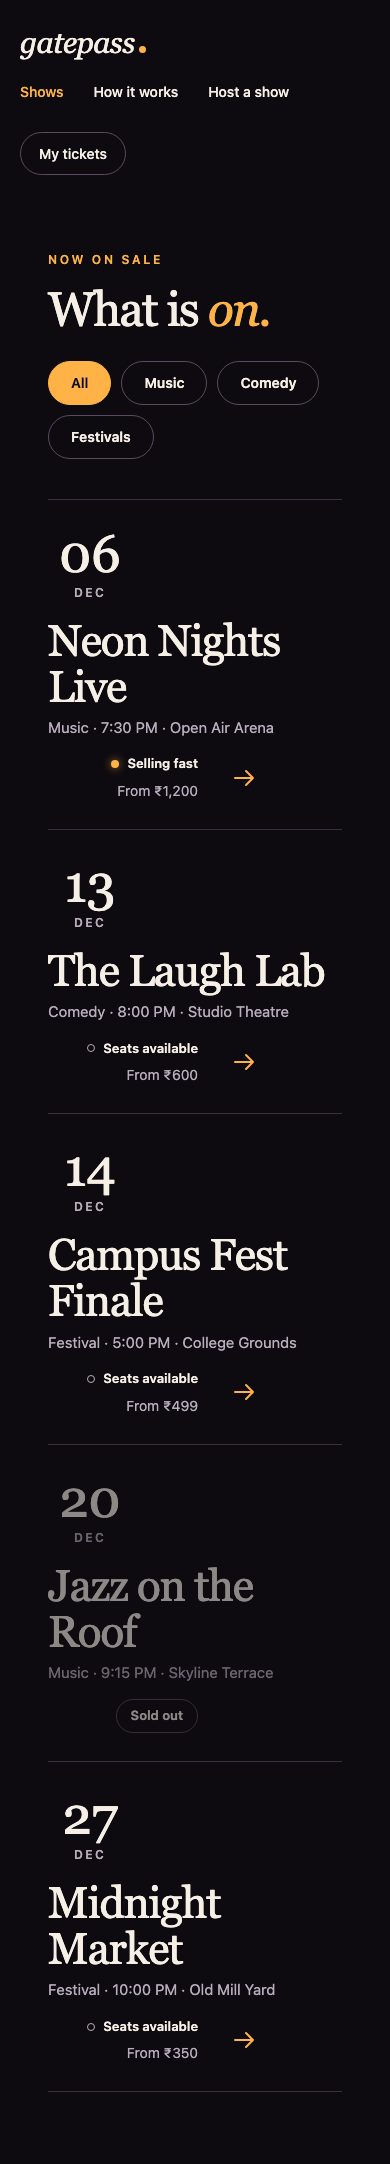 gatepass.
Shows How it works Host a show
My tickets
NOW ON SALE
What is on.
All Music Comedy
Festivals
06
DEC
Neon Nights
Live
Music · 7:30 PM · Open Air Arena
Selling fast
From ₹1,200
13
DEC
The Laugh Lab
Comedy · 8:00 PM · Studio Theatre
Seats available
From ₹600
14
DEC
Campus Fest
Finale
Festival · 5:00 PM · College Grounds
Seats available
From ₹499
20
DEC
Jazz on the
Roof
Music · 9:15 PM · Skyline Terrace
Sold out
27
DEC
Midnight
Market
Festival · 10:00 PM · Old Mill Yard
Seats available
From ₹350